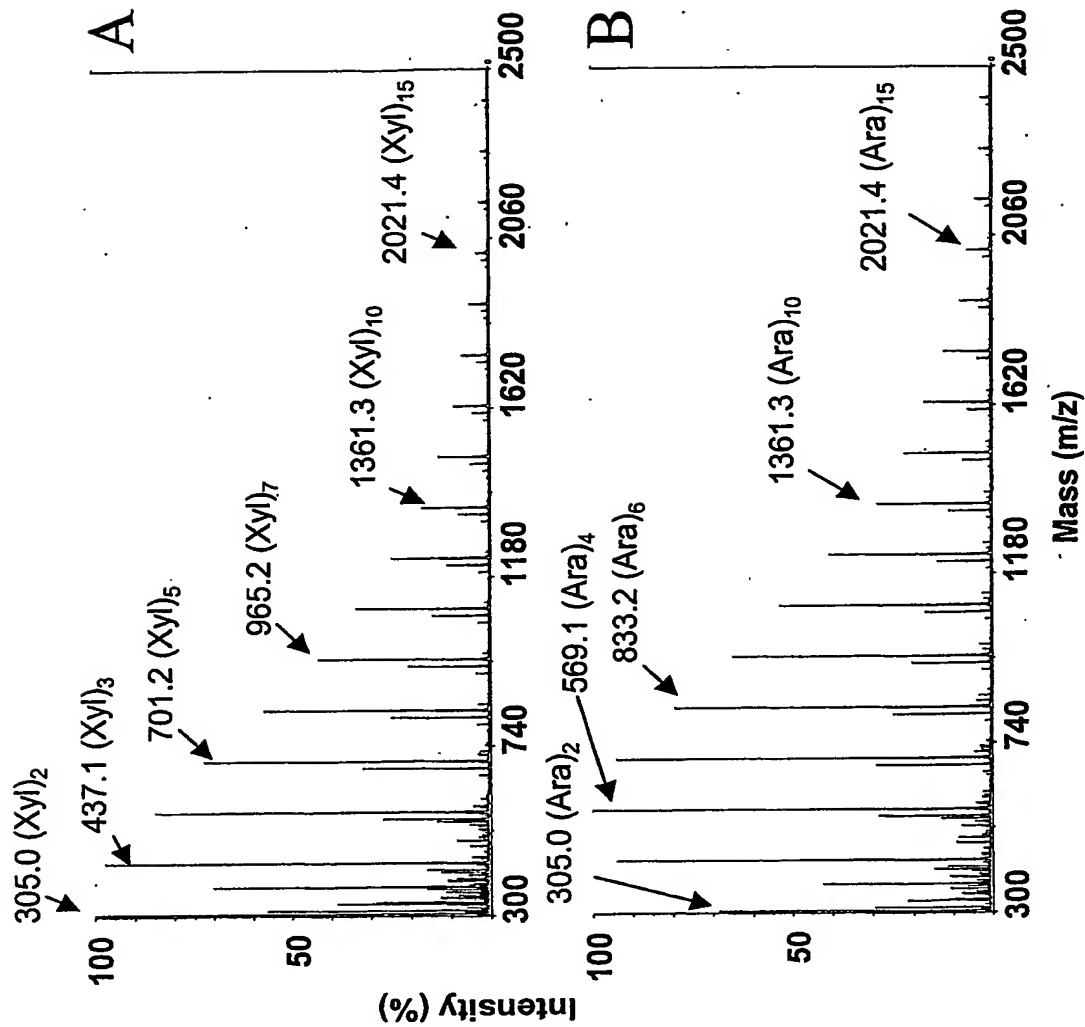 A
305.0 (Xyl)2
437.1 (Xyl)3
701.2 (Xyl)5
965.2 (Xyl)7
1361.3 (Xyl)10
2021.4 (Xyl)15
100
50
300
740
1180
1620
2060
2500
B
305.0 (Ara)2
569.1 (Ara)4
833.2 (Ara)6
1361.3 (Ara)10
2021.4 (Ara)15
100
50
300
740
1180
1620
2060
2500
Intensity (%)
Mass (m/z)